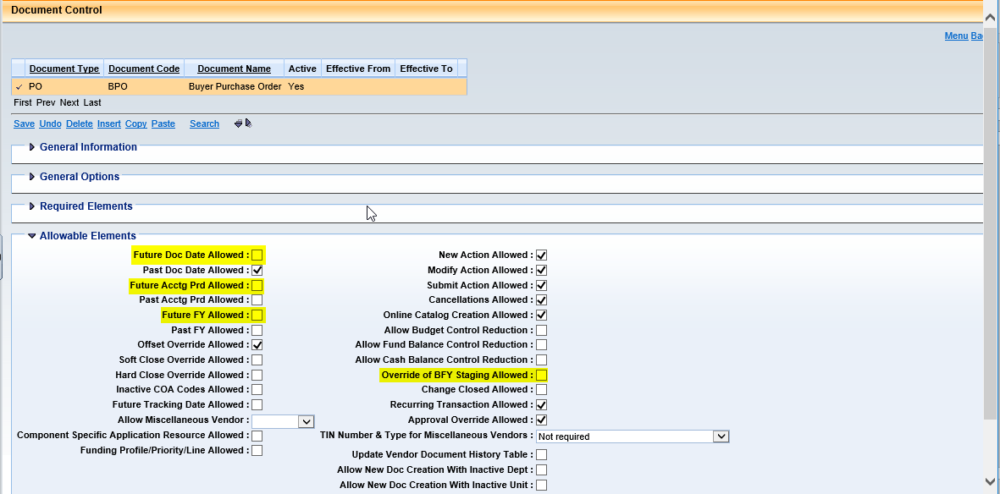 Document Control
Menu Ba
Document Type Document Code Document Name Active Effective From Effective To
PO BPO Buyer Purchase Order Yes
First Prev Next Last
Save Undo Delete Insert Copy Paste Search
General Information
General Options
Required Elements
Allowable Elements
Future Doc Date Allowed : New Action Allowed :
Past Doc Date Allowed : Modify Action Allowed :
Future Acctg Prd Allowed : Submit Action Allowed :
Past Acctg Prd Allowed : Cancellations Allowed :
Future FY Allowed : Online Catalog Creation Allowed :
Past FY Allowed : Allow Budget Control Reduction :
Offset Override Allowed : Allow Fund Balance Control Reduction :
Soft Close Override Allowed : Allow Cash Balance Control Reduction :
Hard Close Override Allowed : Override of BFY Staging Allowed :
Inactive COA Codes Allowed : Change Closed Allowed :
Future Tracking Date Allowed : Recurring Transaction Allowed :
Allow Miscellaneous Vendor : Approval Override Allowed :
Component Specific Application Resource Allowed : TIN Number & Type for Miscellaneous Vendors : Not required
Funding Profile/Priority/Line Allowed : Update Vendor Document History Table :
Allow New Doc Creation With Inactive Dept :
Allow New Doc Creation With Inactive Unit :